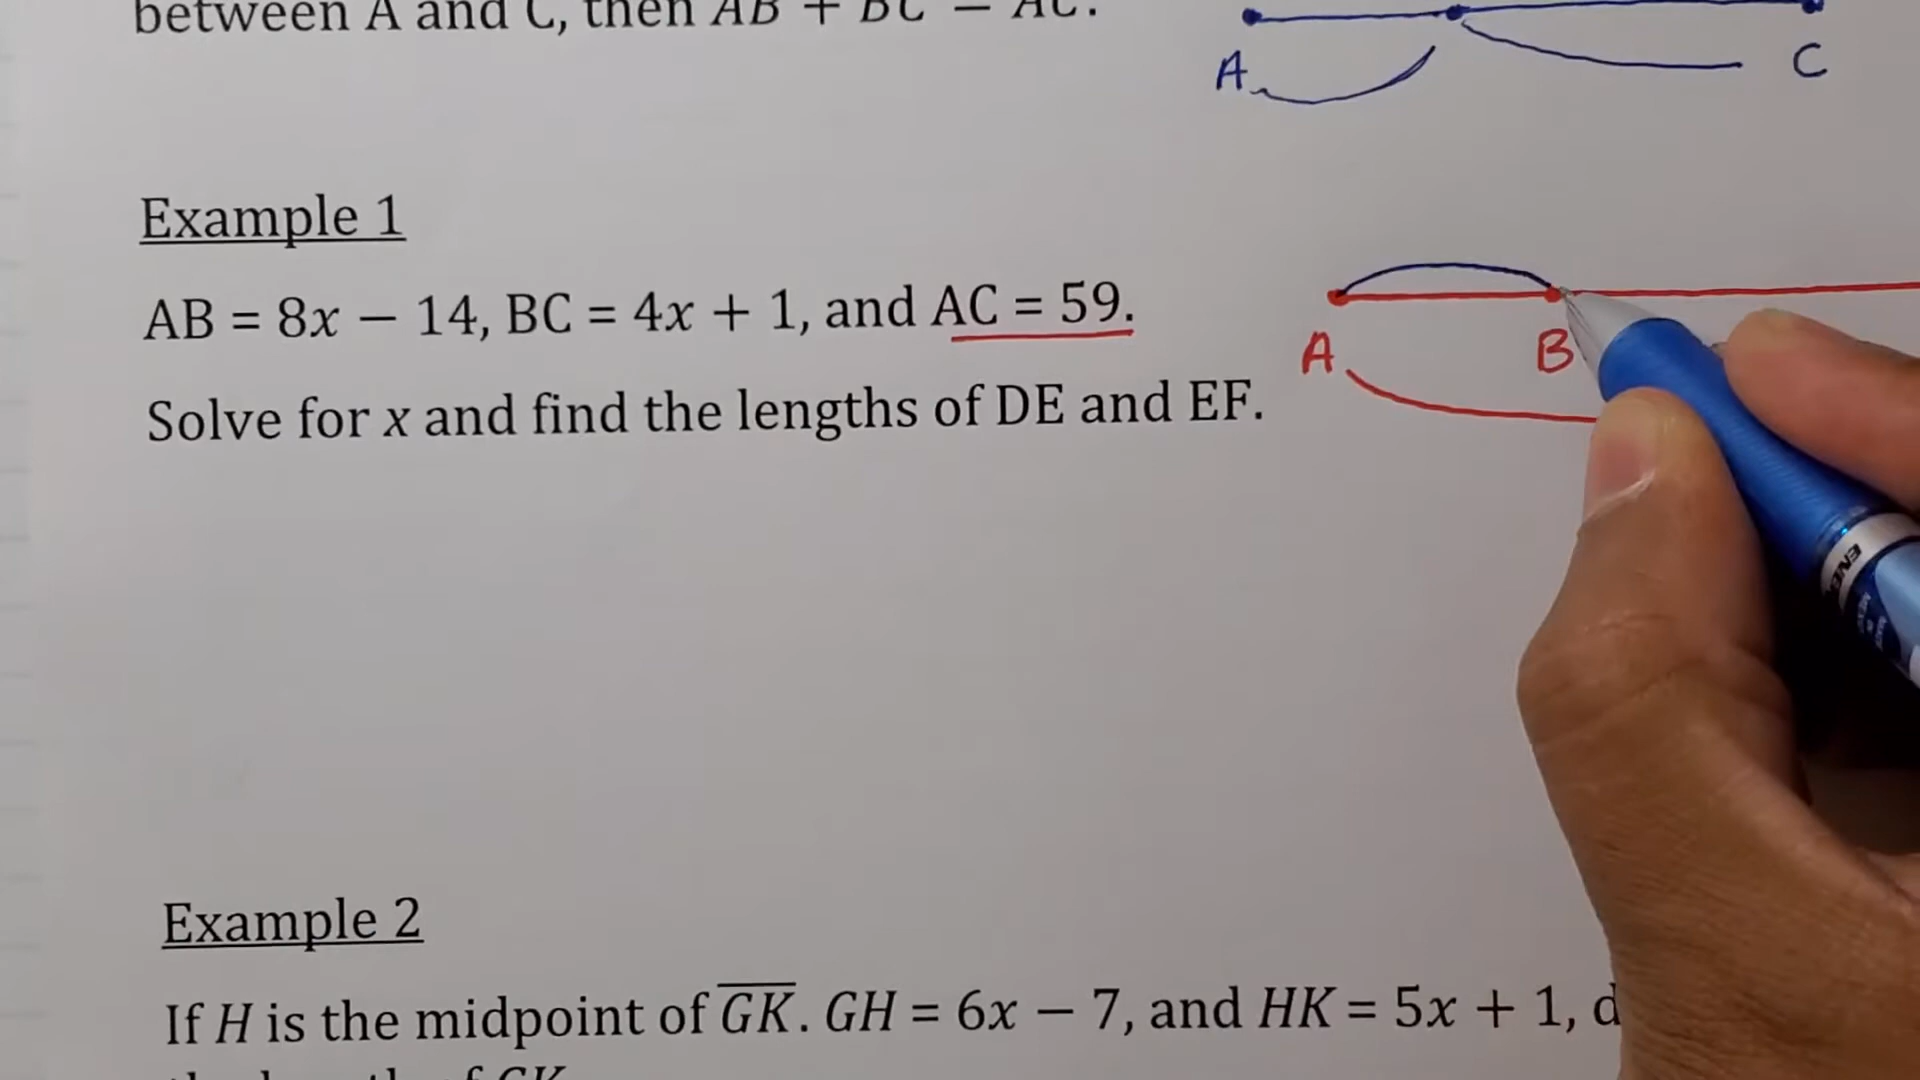 between A and C, then AB + BC = AC.
A C
Example 1
AB = 8x − 14, BC = 4x + 1, and AC = 59.
A B
Solve for x and find the lengths of DE and EF.
Example 2
If H is the midpoint of GK. GH = 6x − 7, and HK = 5x + 1, d
of GK